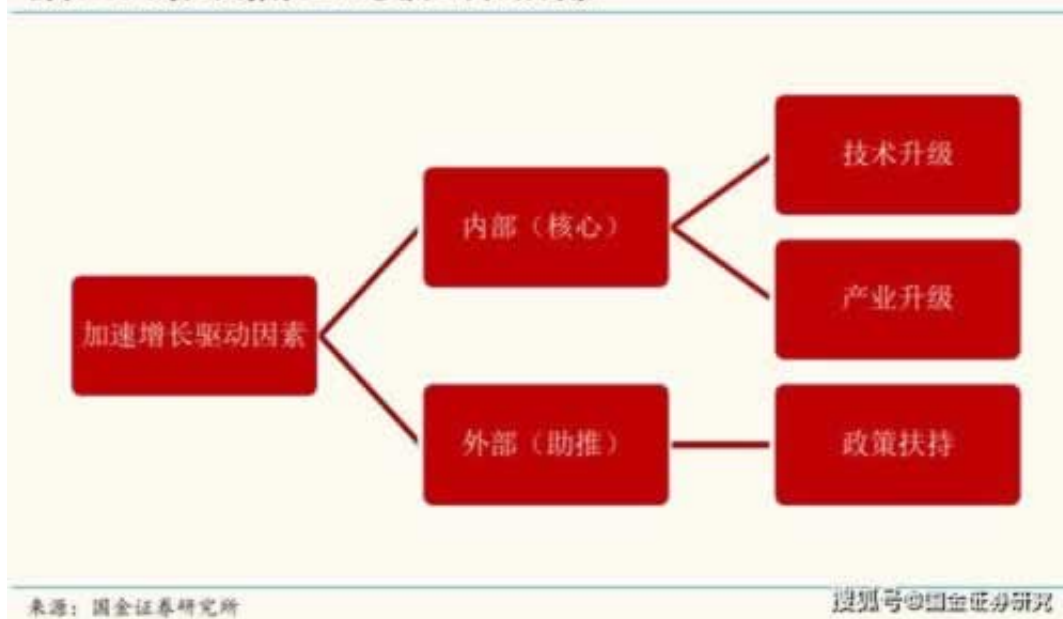 技术升级
内部（核心）
产业升级
加速增长驱动因素
外部（助推）
政策扶持
来源：国金证券研究所
搜狐号@国金证券研究